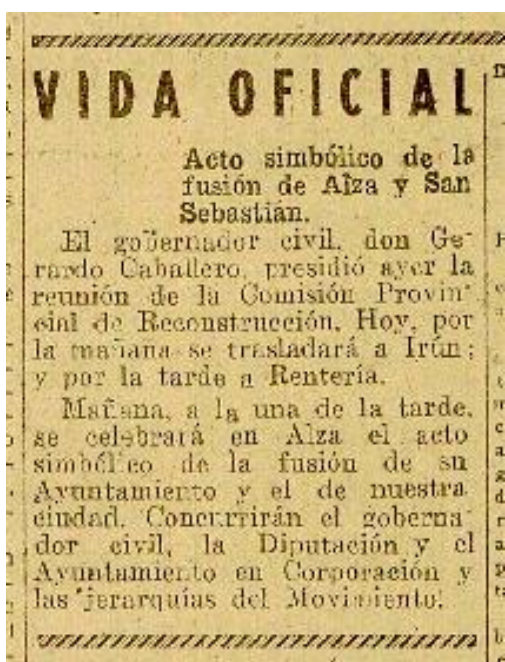 VIDA OFICIAL
Acto simbólico de la
fusión de Alza y San
Sebastián.
El gobernador civil, don Ge-
rardo Caballero, presidió ayer la
reunión de la Comisión Provin-
cial de Reconstrucción. Hoy, por
la mañana se trasladará a Irún;
y por la tarde a Rentería.
Mañana, a la una de la tarde,
se celebrará en Alza el acto
simbólico de la fusión de su
Ayuntamiento y el de nuestra
ciudad. Concurrirán el goberna-
dor civil, la Diputación y el
Ayuntamiento en Corporación y
las jerarquías del Movimiento.